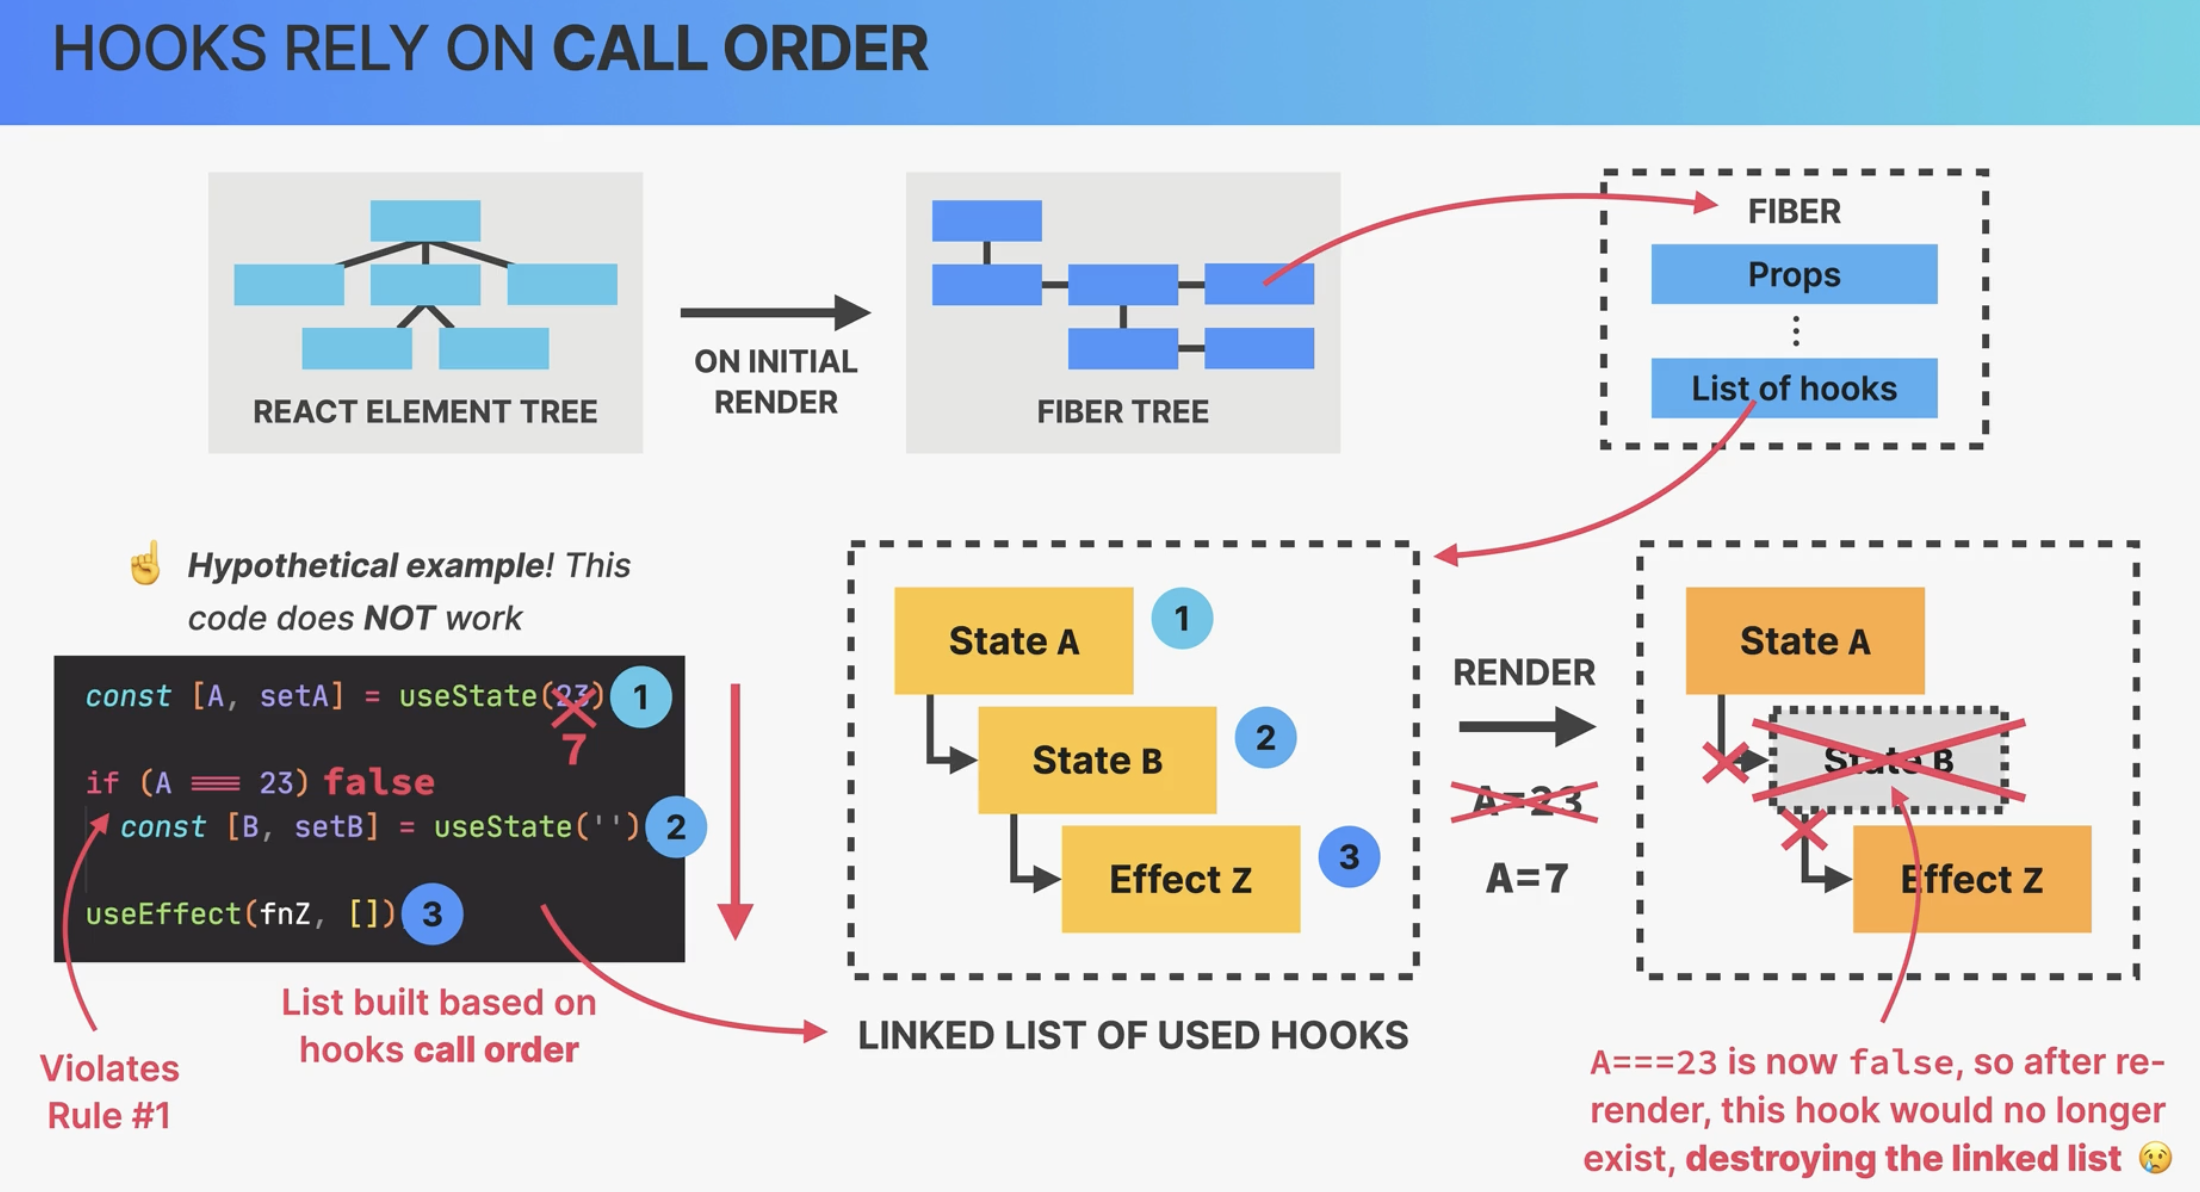 HOOKS RELY ON CALL ORDER
REACT ELEMENT TREE
ON INITIAL
RENDER
FIBER TREE
FIBER
Props
List of hooks
Hypothetical example! This
code does NOT work
const [A, setA] = useState(23) 1
7
if (A === 23) false
const [B, setB] = useState('') 2
useEffect(fnZ, []) 3
Violates
Rule #1
List built based on
hooks call order
State A 1
State B 2
Effect Z 3
LINKED LIST OF USED HOOKS
RENDER
A=23
A=7
State A
State B
Effect Z
A===23 is now false, so after re-
render, this hook would no longer
exist, destroying the linked list